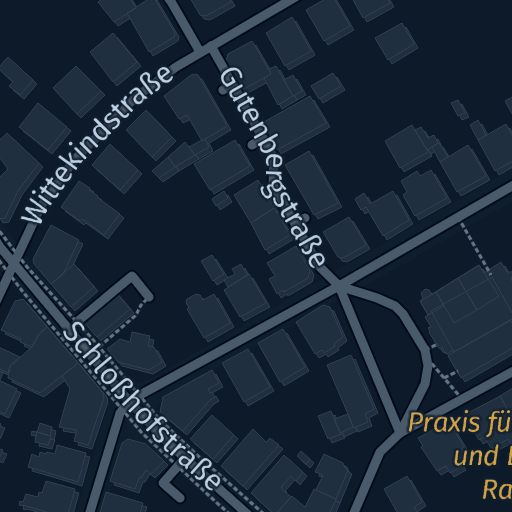 Wittekindstraße
Gutenbergstraße
Schloßhofstraße
Praxis fü
und
Ra